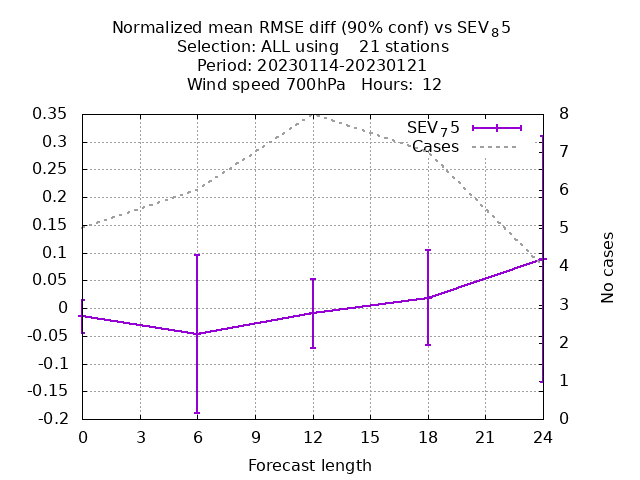 Normalized mean RMSE diff (90% conf) vs SEV₈5
Selection: ALL using 21 stations
Period: 20230114-20230121
Wind speed 700hPa Hours: 12
SEV₇5
Cases
0.35
0.3
0.25
0.2
0.15
0.1
0.05
0
-0.05
-0.1
-0.15
-0.2
8
7
6
5
4
3
2
1
0
No cases
0 3 6 9 12 15 18 21 24
Forecast length